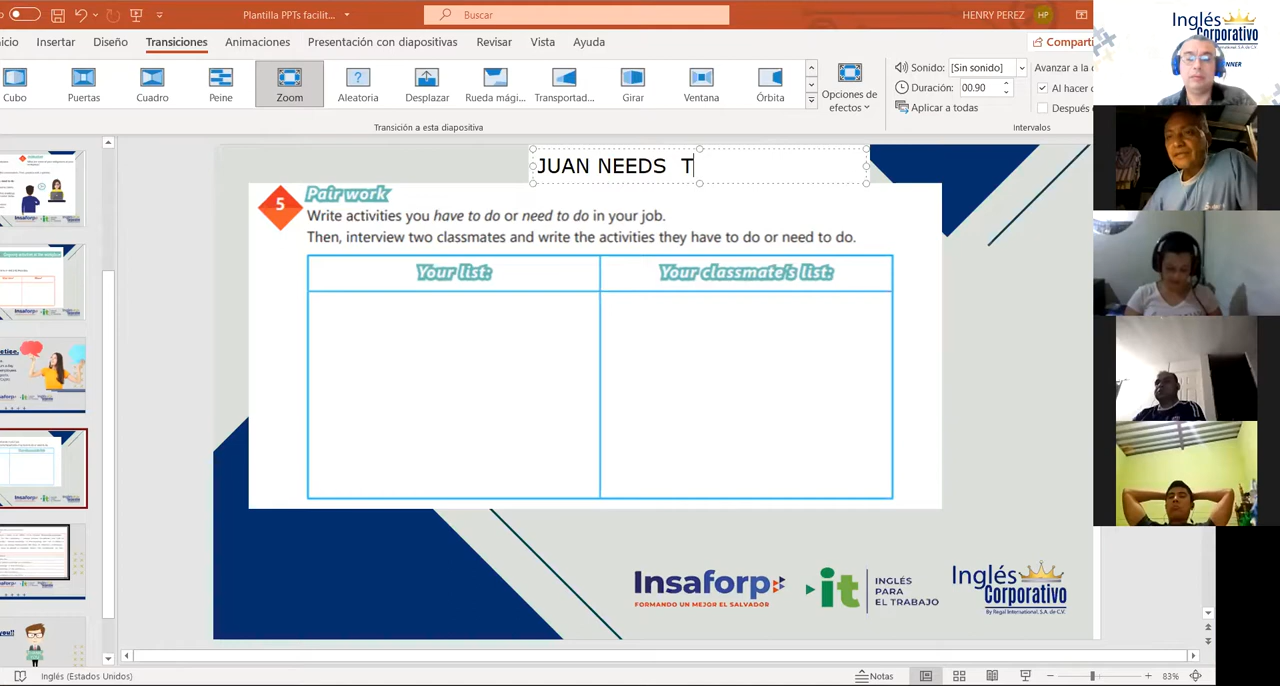 Plantilla PPTs facilit...
Buscar
HENRY PEREZ
HP
Insertar
Diseño
Transiciones
Animaciones
Presentación con diapositivas
Revisar
Vista
Ayuda
Comparti
Cubo
Puertas
Cuadro
Peine
Zoom
Aleatoria
Desplazar
Rueda mági...
Transportad...
Girar
Ventana
Órbita
Opciones de
efectos
Sonido: [Sin sonido]
Duración: 00.90
Aplicar a todas
Avanzar a la
Al hacer
Después
Transición a esta diapositiva
Intervalos
JUAN NEEDS T
5
Pair work
Write activities you have to do or need to do in your job.
Then, interview two classmates and write the activities they have to do or need to do.
Your list:
Your classmate's list:
Insaforp
FORMANDO UN MEJOR EL SALVADOR
it
INGLÉS
PARA
EL TRABAJO
Inglés
Corporativo
By Regal International, S.A. de C.V.
Inglés
Corporativo
Inglés (Estados Unidos)
Notas
83%